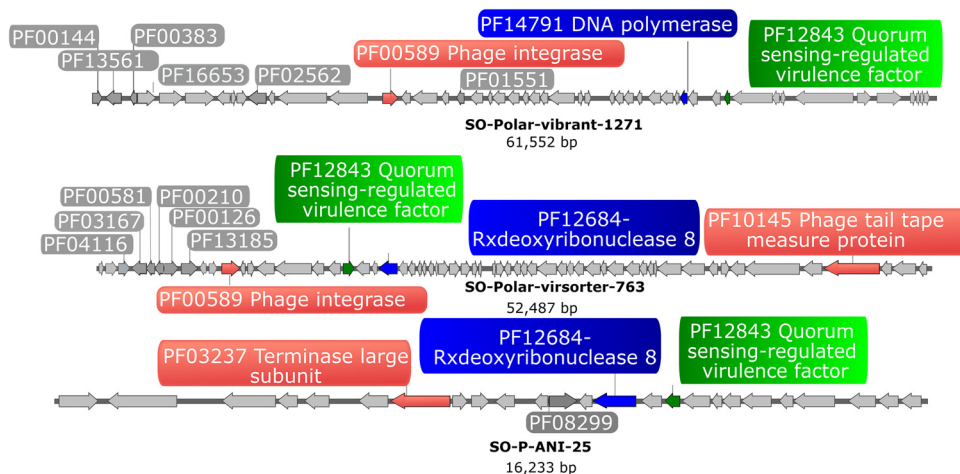 PF14791 DNA polymerase
PF12843 Quorum
sensing-regulated
virulence factor
PF00144
PF00383
PF13561
PF00589 Phage integrase
PF16653
PF02562
PF01551
SO-Polar-vibrant-1271
61,552 bp
PF12843 Quorum
sensing-regulated
virulence factor
PF00581
PF00210
PF03167
PF00126
PF04116
PF13185
PF12684-
Rxdeoxyribonuclease 8
PF10145 Phage tail tape
measure protein
PF00589 Phage integrase
SO-Polar-virsorter-763
52,487 bp
PF03237 Terminase large
subunit
PF12684-
Rxdeoxyribonuclease 8
PF12843 Quorum
sensing-regulated
virulence factor
PF08299
SO-P-ANI-25
16,233 bp